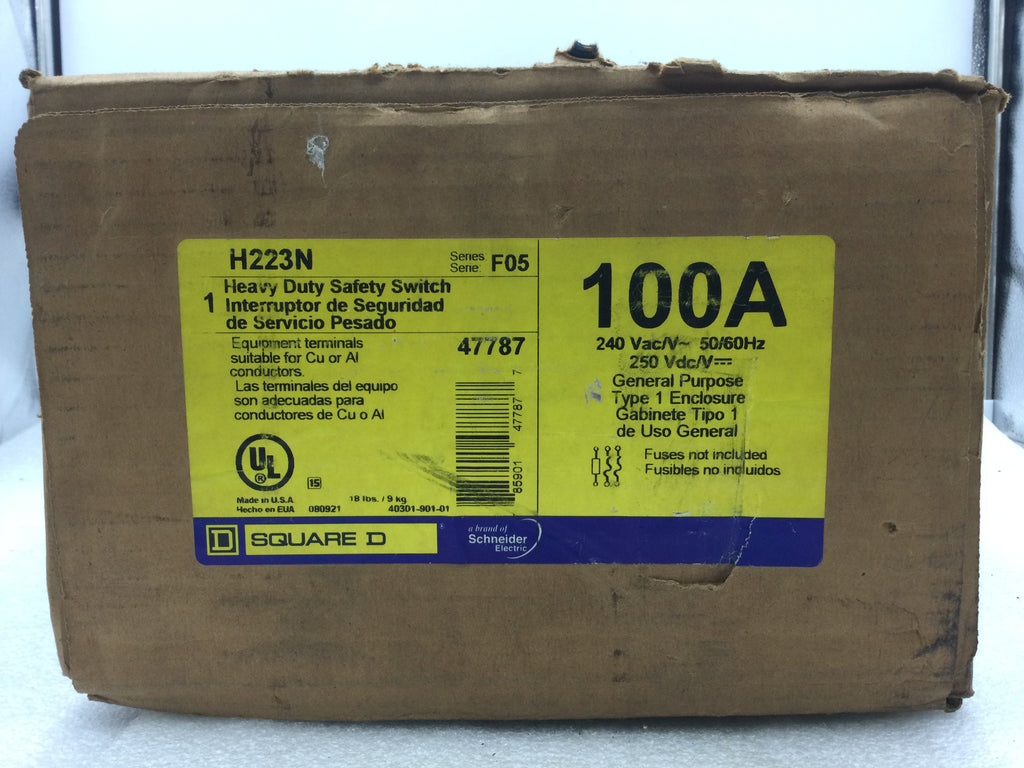 H223N
Series
Serie: F05
1
Heavy Duty Safety Switch
Interruptor de Seguridad
de Servicio Pesado
Equipment terminals
suitable for Cu or Al
conductors.
Las terminales del equipo
son adecuadas para
conductores de Cu o Al
47787
7
47787
85901
UL
®
15
Made in U.S.A
Hecho en EUA
080921
18 lbs. / 9 kg
40301-901-01
100A
240 Vac/V~ 50/60Hz
250 Vdc/V⎓
General Purpose
Type 1 Enclosure
Gabinete Tipo 1
de Uso General
Fuses not included
Fusibles no incluidos
D SQUARE D
a brand of
Schneider
Electric